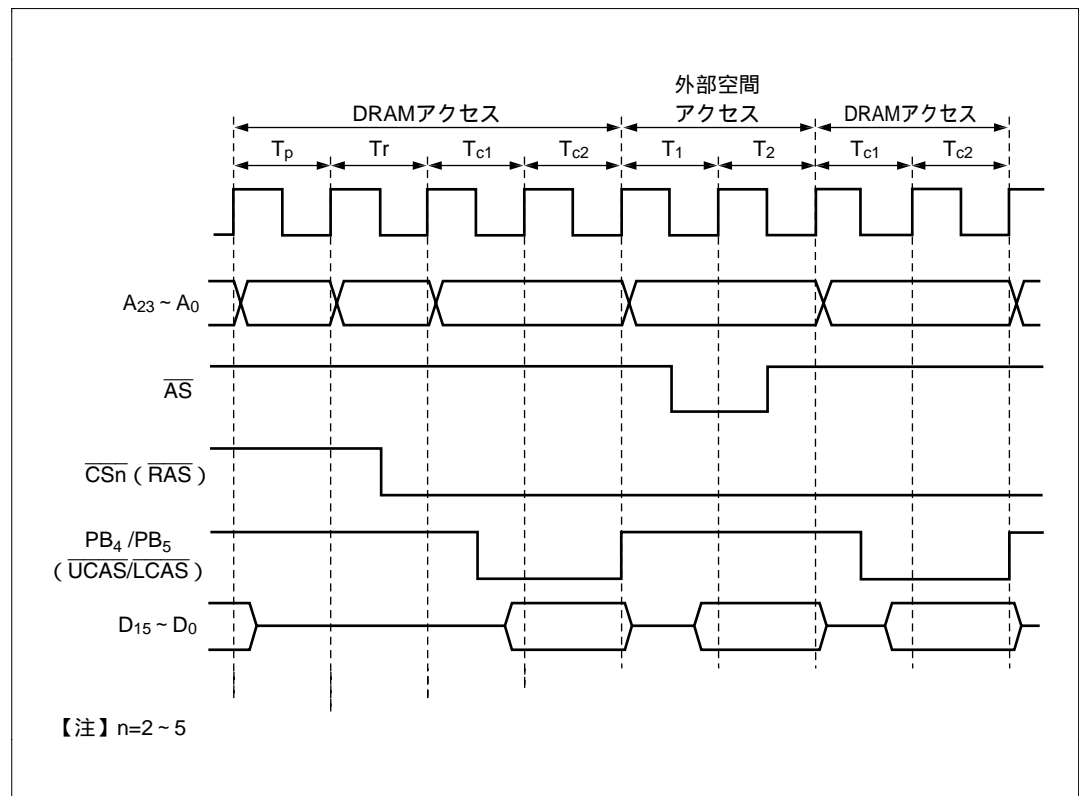 外部空間
DRAMアクセス アクセス DRAMアクセス
Tp Tr Tc1 Tc2 T1 T2 Tc1 Tc2
A23 ~ A0
AS
CSn ( RAS )
PB4 /PB5
( UCAS/LCAS )
D15 ~ D0
【注】 n=2 ~ 5